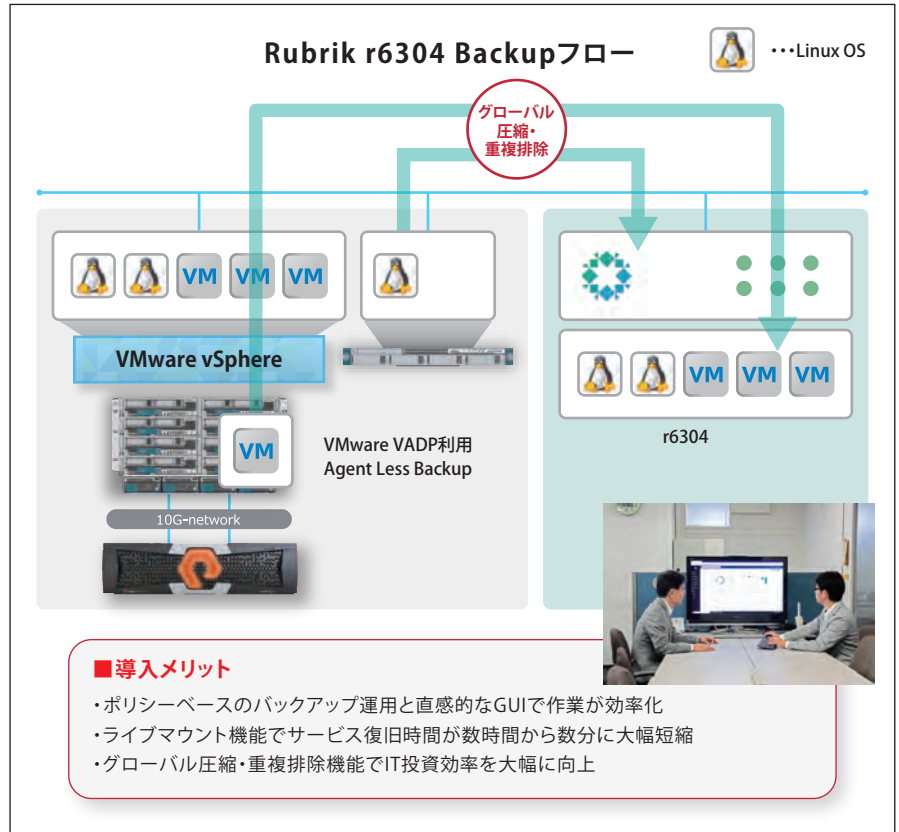 Rubrik r6304 Backupフロー
･･･Linux OS
グローバル
圧縮・
重複排除
VM VM VM
VMware vSphere
VM
VMware VADP利用
Agent Less Backup
10G-network
VM VM VM
r6304
■導入メリット
・ポリシーベースのバックアップ運用と直感的なGUIで作業が効率化
・ライブマウント機能でサービス復旧時間が数時間から数分に大幅短縮
・グローバル圧縮・重複排除機能でIT投資効率を大幅に向上